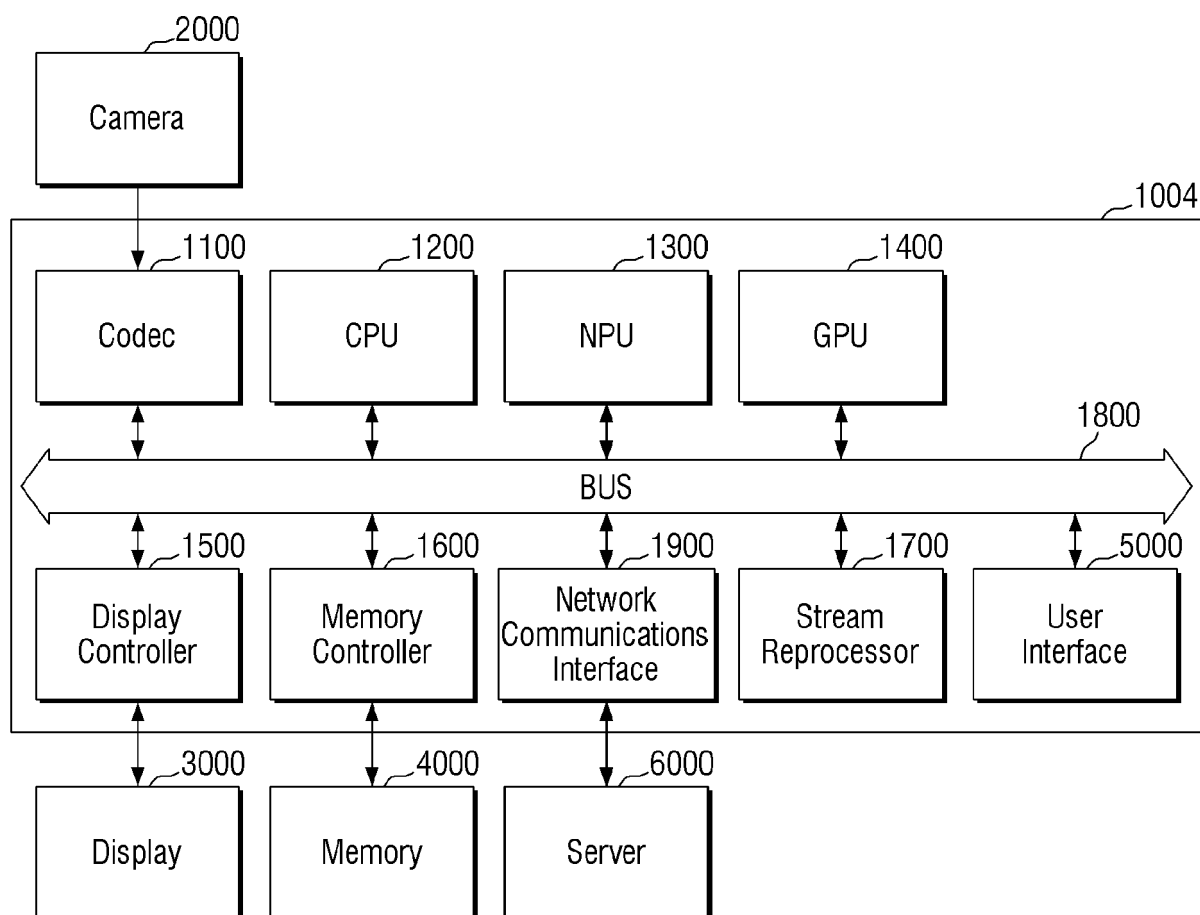 2000
Camera
1004
1100
1200
1300
1400
Codec
CPU
NPU
GPU
1800
BUS
1500
1600
1900
1700
5000
Display
Controller
Memory
Controller
Network
Communications
Interface
Stream
Reprocessor
User
Interface
3000
4000
6000
Display
Memory
Server